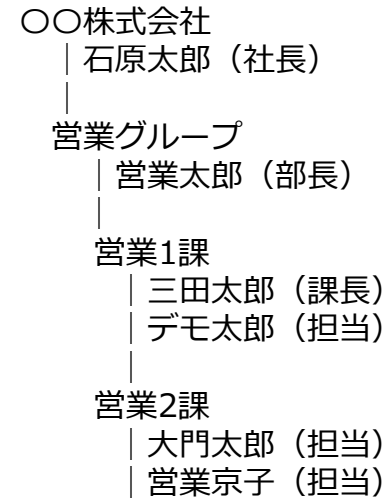 〇〇株式会社
石原太郎（社長）
営業グループ
営業太郎（部長）
営業1課
三田太郎（課長）
デモ太郎（担当）
営業2課
大門太郎（担当）
営業京子（担当）